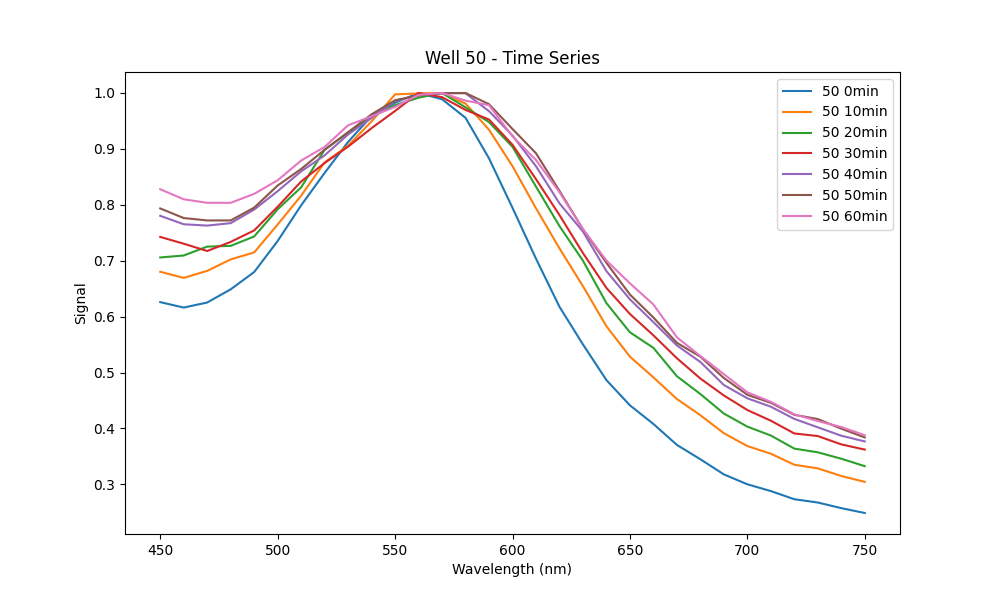 Well 50 - Time Series
Signal
1.0
0.9
0.8
0.7
0.6
0.5
0.4
0.3
50 0min
50 10min
50 20min
50 30min
50 40min
50 50min
50 60min
450 500 550 600 650 700 750
Wavelength (nm)